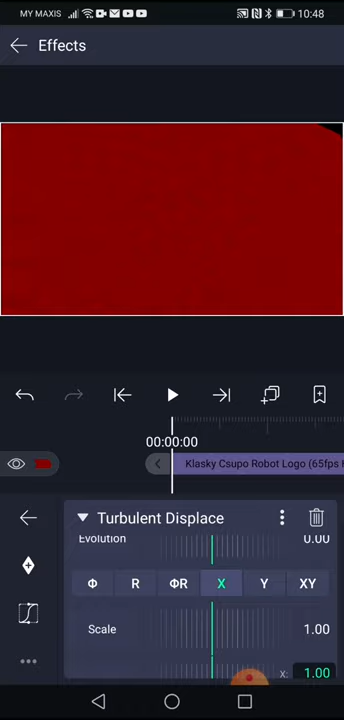 MY MAXIS 10:48
Effects
00:00:00
Klasky Csupo Robot Logo (65fps
Turbulent Displace
Evolution 0.00
Φ R ΦR X Y XY
Scale 1.00
X: 1.00